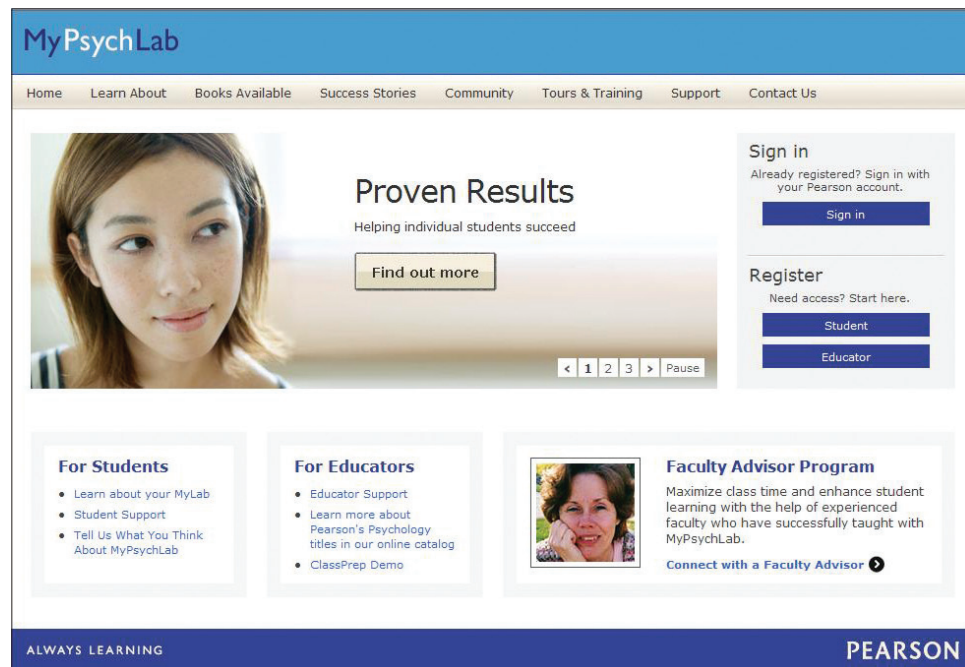 MyPsychLab
Home Learn About Books Available Success Stories Community Tours & Training Support Contact Us
Proven Results
Helping individual students succeed
Find out more
< 1 2 3 > Pause
Sign in
Already registered? Sign in with
your Pearson account.
Sign in
Register
Need access? Start here.
Student
Educator
For Students
• Learn about your MyLab
• Student Support
• Tell Us What You Think
About MyPsychLab
For Educators
• Educator Support
• Learn more about
Pearson's Psychology
titles in our online catalog
• ClassPrep Demo
Faculty Advisor Program
Maximize class time and enhance student
learning with the help of experienced
faculty who have successfully taught with
MyPsychLab.
Connect with a Faculty Advisor
ALWAYS LEARNING
PEARSON